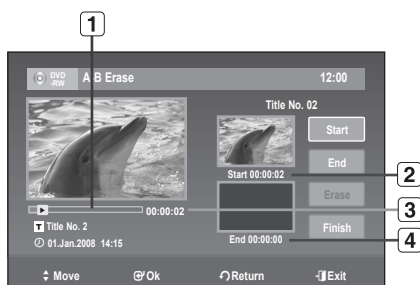 1
DVD -RW A B Erase 12:00
Title No. 02
Start
Start 00:00:02
End
2
00:00:02
Erase
3
T Title No. 2
Finish
End 00:00:00
4
01.Jan.2008 14:15
Move Ok Return Exit